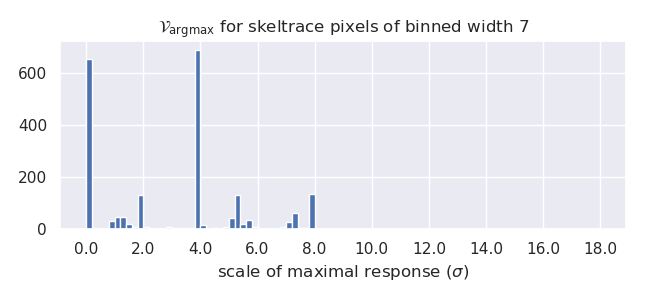 𝒱argmax for skeltrace pixels of binned width 7
600
400
200
0
0.0 2.0 4.0 6.0 8.0 10.0 12.0 14.0 16.0 18.0
scale of maximal response (σ)